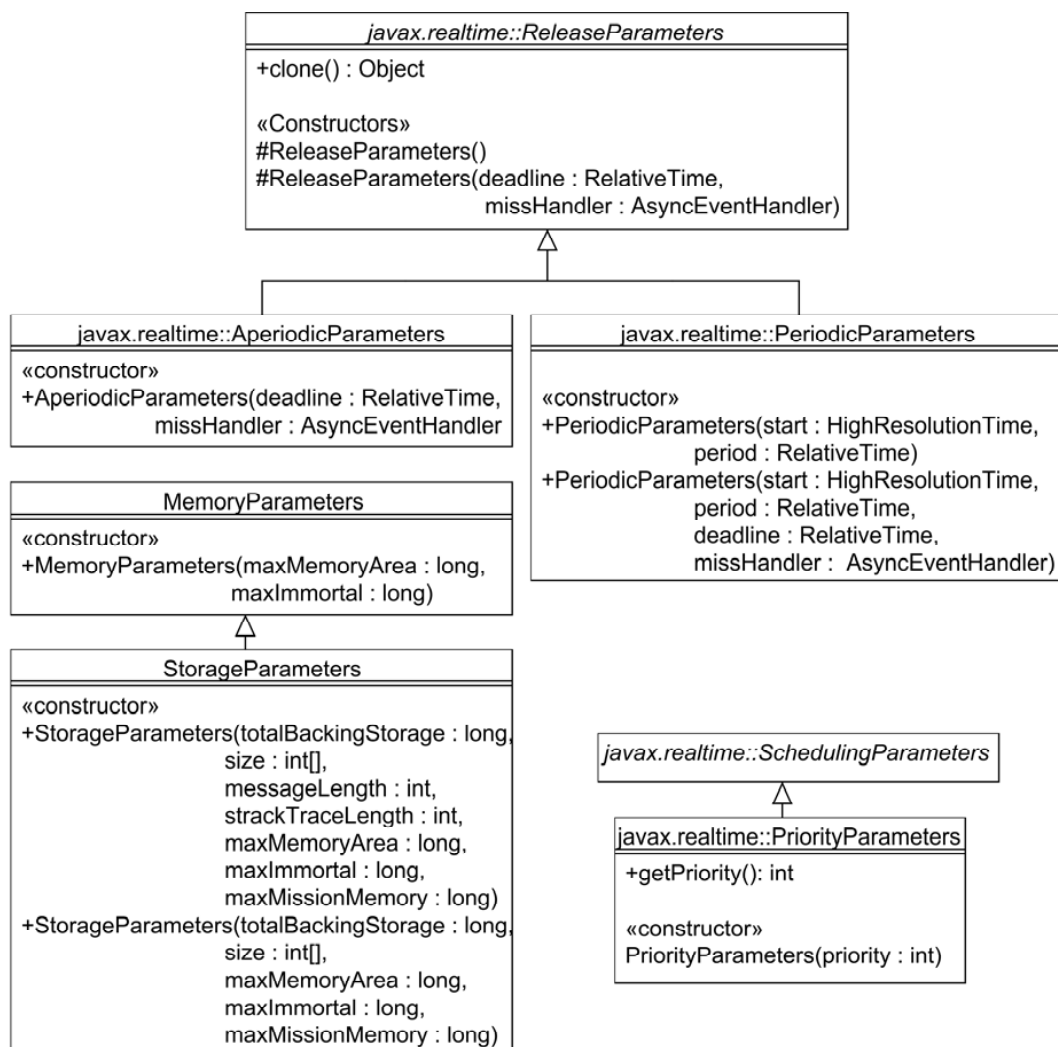 javax.realtime::ReleaseParameters
+clone() : Object
«Constructors»
#ReleaseParameters()
#ReleaseParameters(deadline : RelativeTime,
missHandler : AsyncEventHandler)
javax.realtime::AperiodicParameters
«constructor»
+AperiodicParameters(deadline : RelativeTime,
missHandler : AsyncEventHandler
javax.realtime::PeriodicParameters
«constructor»
+PeriodicParameters(start : HighResolutionTime,
period : RelativeTime)
+PeriodicParameters(start : HighResolutionTime,
period : RelativeTime,
deadline : RelativeTime,
missHandler : AsyncEventHandler)
MemoryParameters
«constructor»
+MemoryParameters(maxMemoryArea : long,
maxImmortal : long)
StorageParameters
«constructor»
+StorageParameters(totalBackingStorage : long,
size : int[],
messageLength : int,
strackTraceLength : int,
maxMemoryArea : long,
maxImmortal : long,
maxMissionMemory : long)
+StorageParameters(totalBackingStorage : long,
size : int[],
maxMemoryArea : long,
maxImmortal : long,
maxMissionMemory : long)
javax.realtime::SchedulingParameters
javax.realtime::PriorityParameters
+getPriority(): int
«constructor»
PriorityParameters(priority : int)